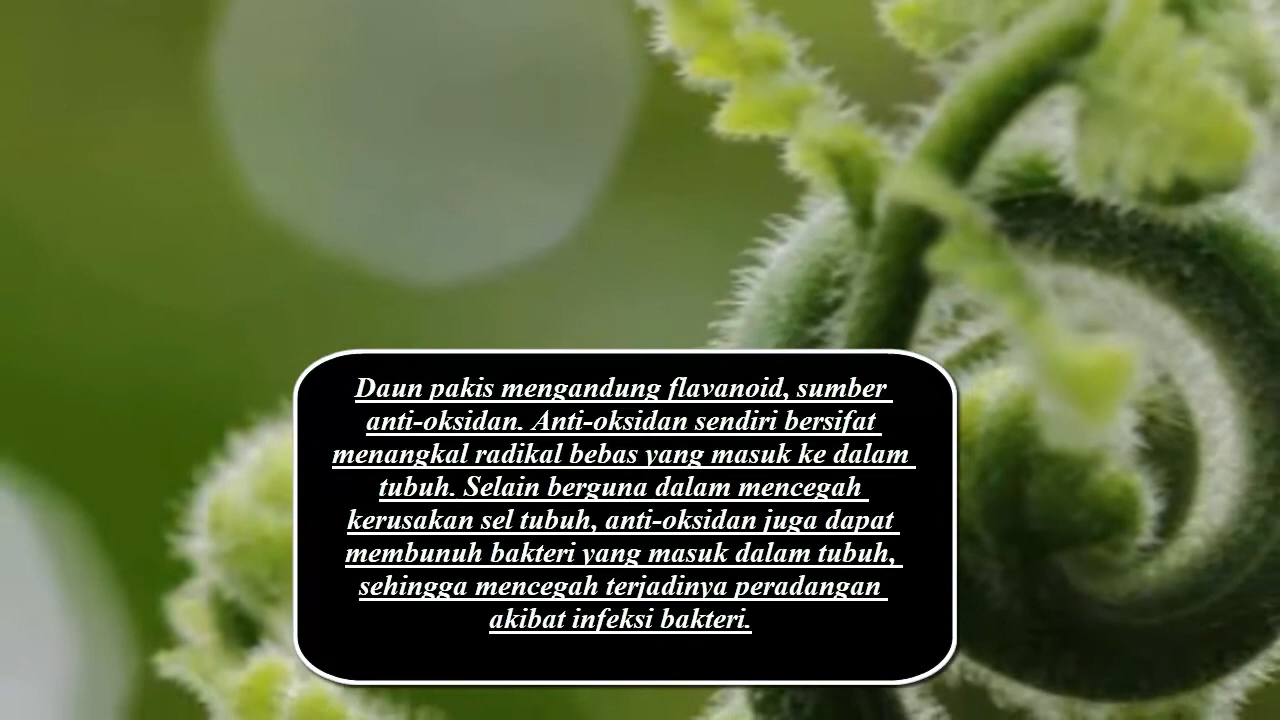 Daun pakis mengandung flavanoid, sumber
anti-oksidan. Anti-oksidan sendiri bersifat
menangkal radikal bebas yang masuk ke dalam
tubuh. Selain berguna dalam mencegah
kerusakan sel tubuh, anti-oksidan juga dapat
membunuh bakteri yang masuk dalam tubuh,
sehingga mencegah terjadinya peradangan
akibat infeksi bakteri.